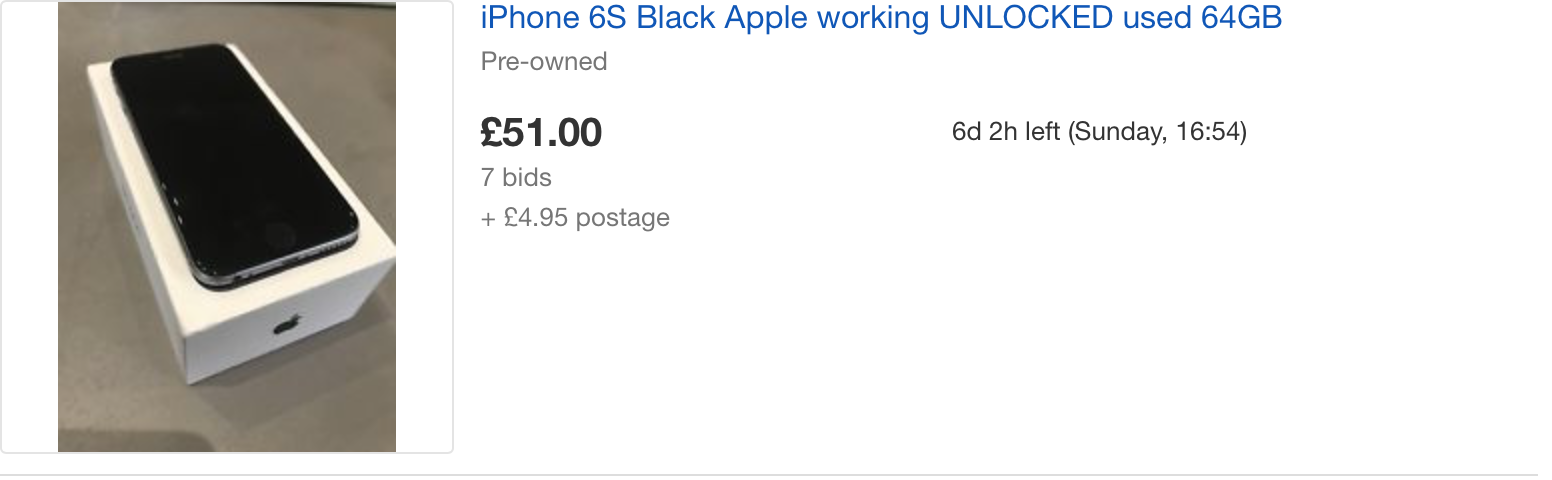 iPhone 6S Black Apple working UNLOCKED used 64GB
Pre-owned
£51.00
6d 2h left (Sunday, 16:54)
7 bids
+ £4.95 postage